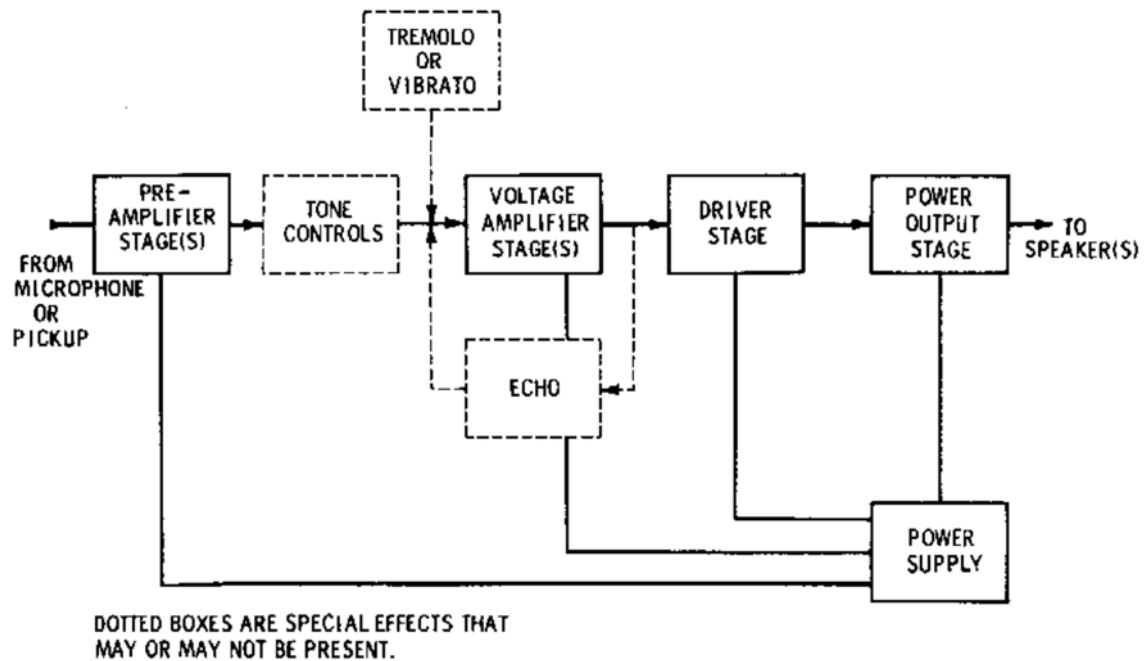 TREMOLO
OR
VIBRATO
PRE-
AMPLIFIER
STAGE(S)
TONE
CONTROLS
VOLTAGE
AMPLIFIER
STAGE(S)
DRIVER
STAGE
POWER
OUTPUT
STAGE
TO
SPEAKER(S)
FROM
MICROPHONE
OR
PICKUP
ECHO
POWER
SUPPLY
DOTTED BOXES ARE SPECIAL EFFECTS THAT
MAY OR MAY NOT BE PRESENT.